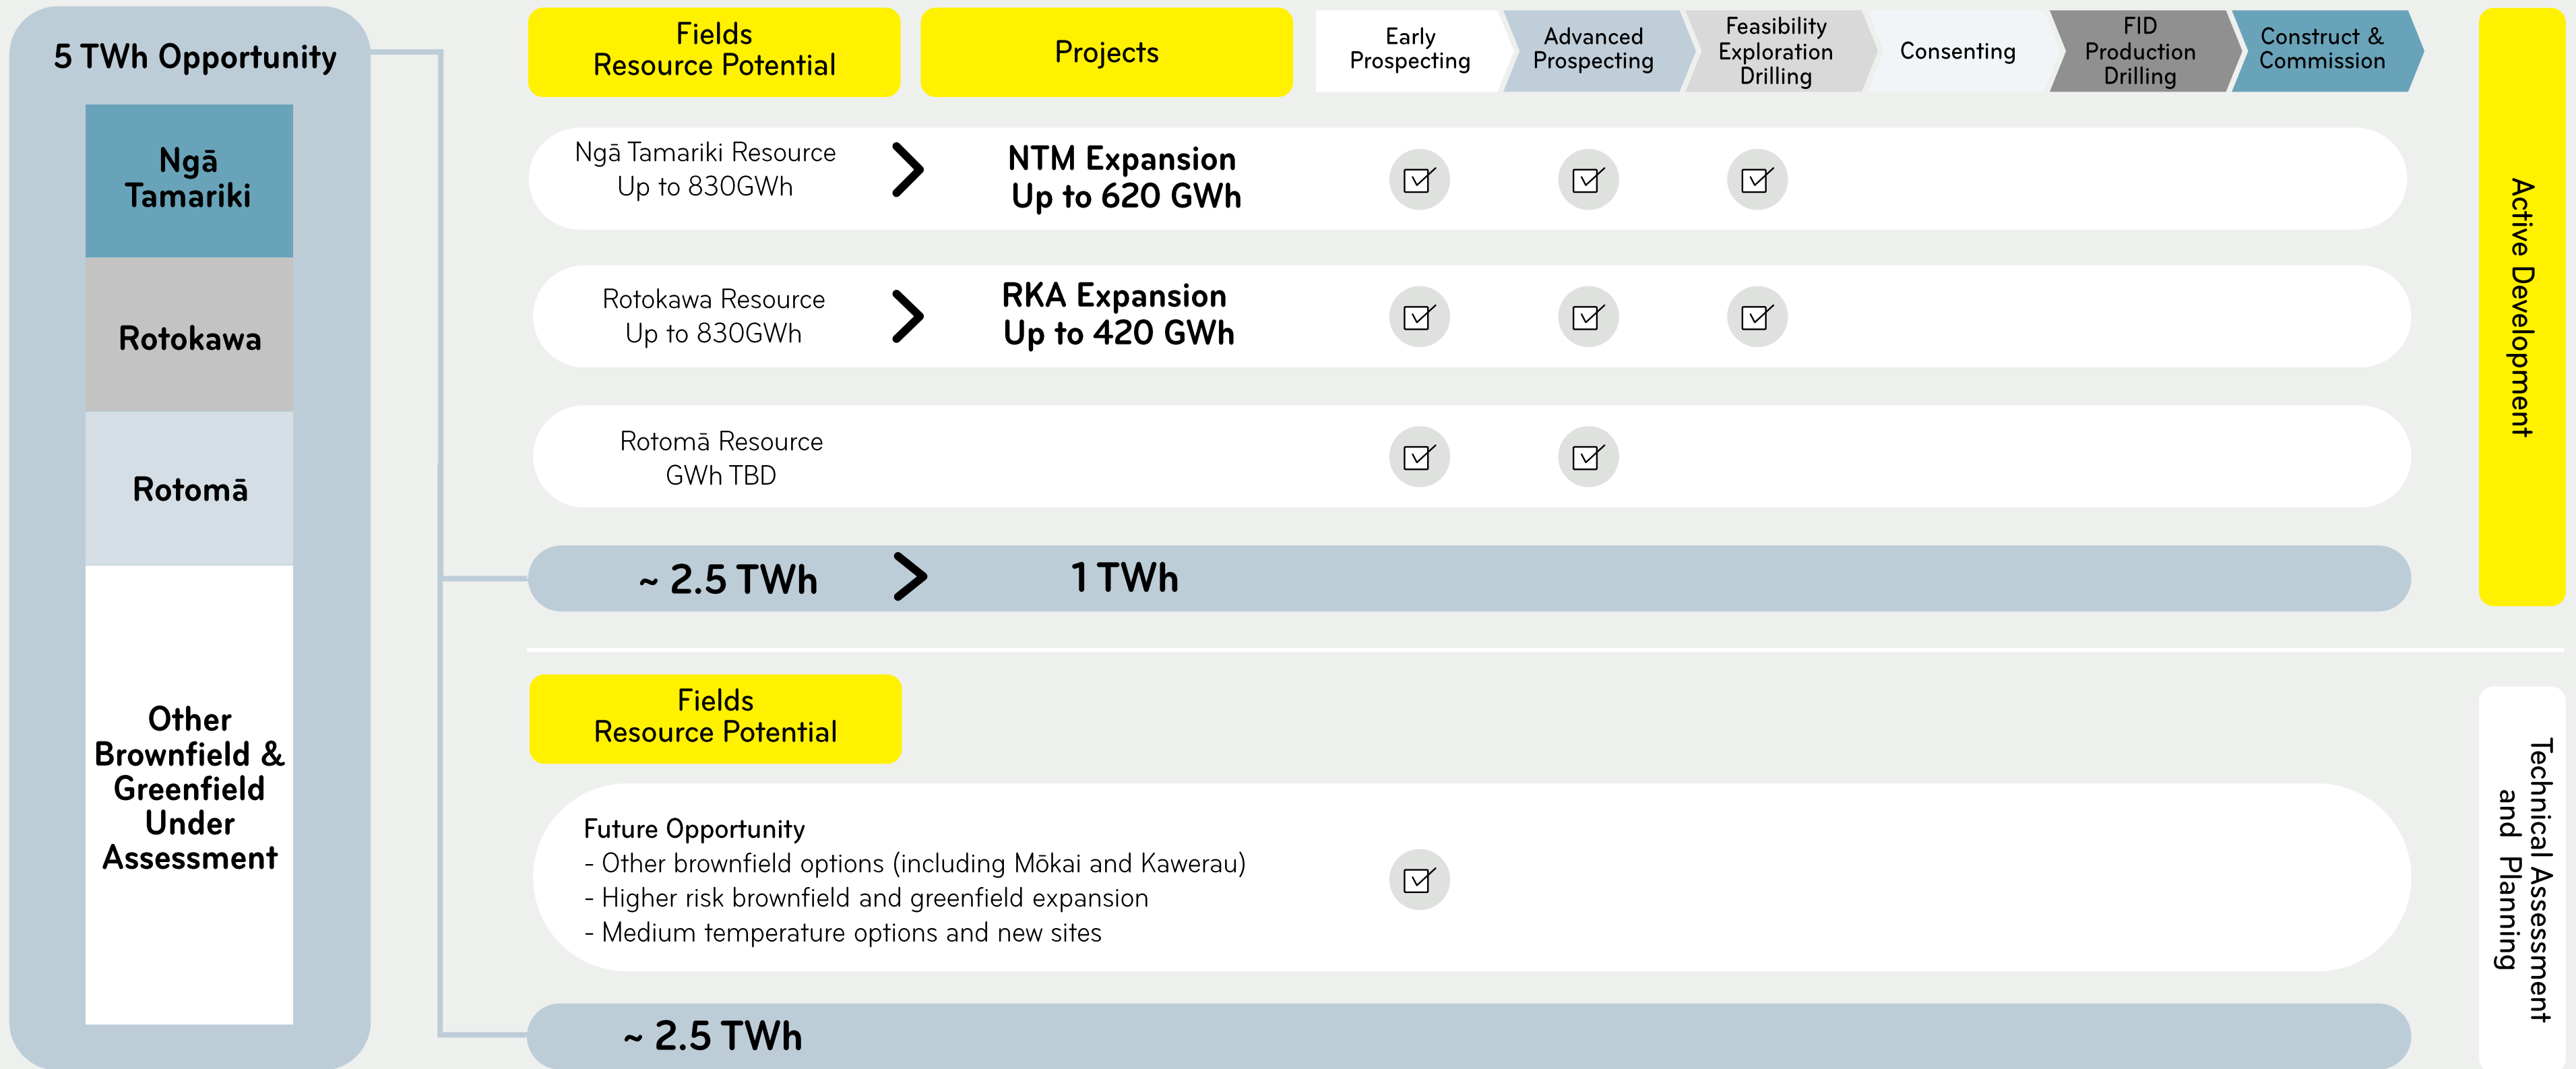 5 TWh Opportunity
Ngā
Tamariki
Rotokawa
Rotomā
Other
Brownfield &
Greenfield
Under
Assessment
Fields
Resource Potential
Projects
Early
Prospecting
Advanced
Prospecting
Feasibility
Exploration
Drilling
Consenting
FID
Production
Drilling
Construct &
Commission
Ngā Tamariki Resource
Up to 830GWh
NTM Expansion
Up to 620 GWh
Rotokawa Resource
Up to 830GWh
RKA Expansion
Up to 420 GWh
Rotomā Resource
GWh TBD
~ 2.5 TWh
1 TWh
Active Development
Fields
Resource Potential
Future Opportunity
- Other brownfield options (including Mōkai and Kawerau)
- Higher risk brownfield and greenfield expansion
- Medium temperature options and new sites
~ 2.5 TWh
Technical Assessment
and Planning